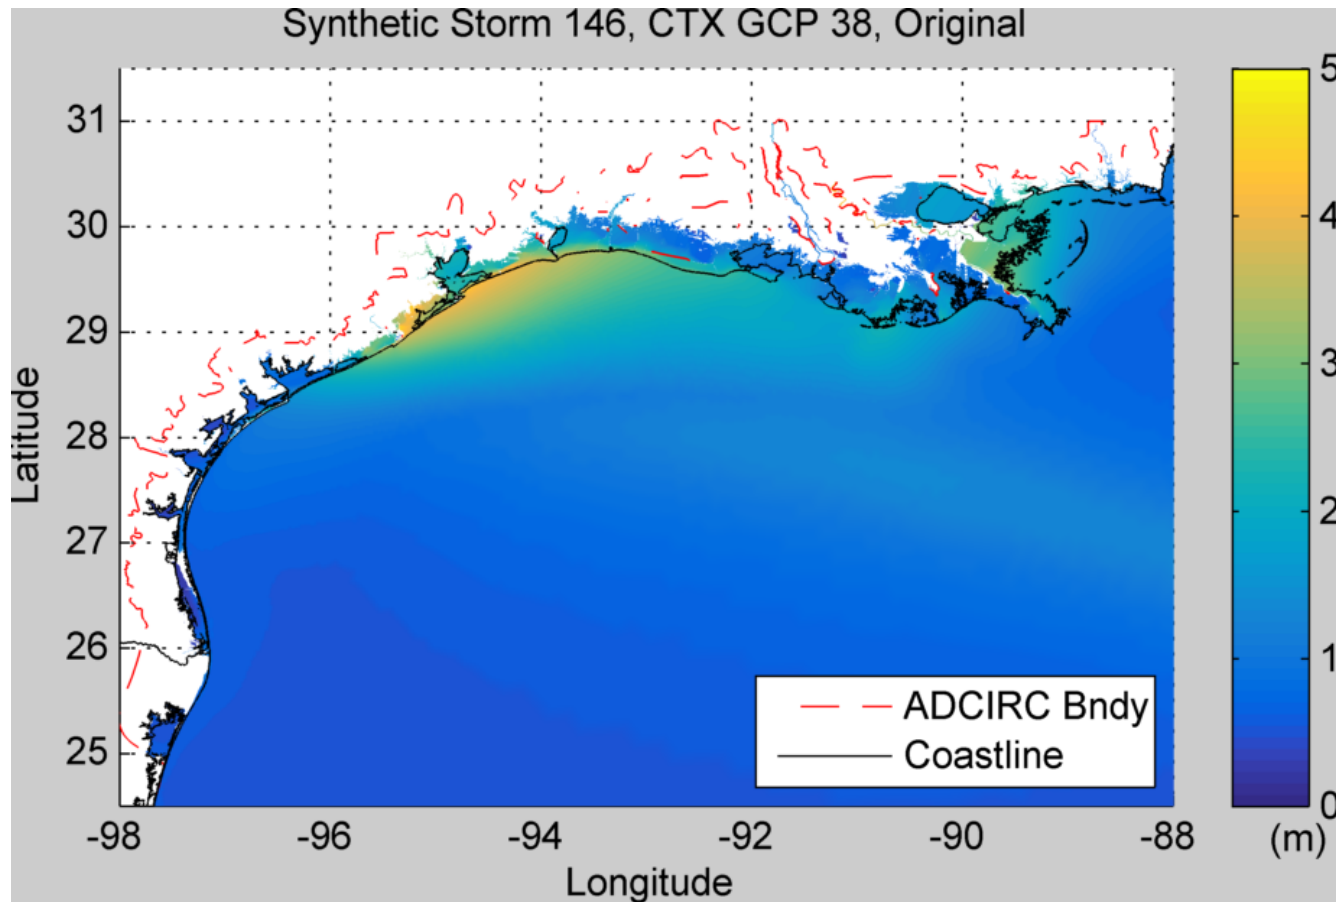 Synthetic Storm 146, CTX GCP 38, Original
31
30
29
28
27
26
25
Latitude
-98 -96 -94 -92 -90 -88
Longitude
ADCIRC Bndy
Coastline
5
4
3
2
1
0
(m)